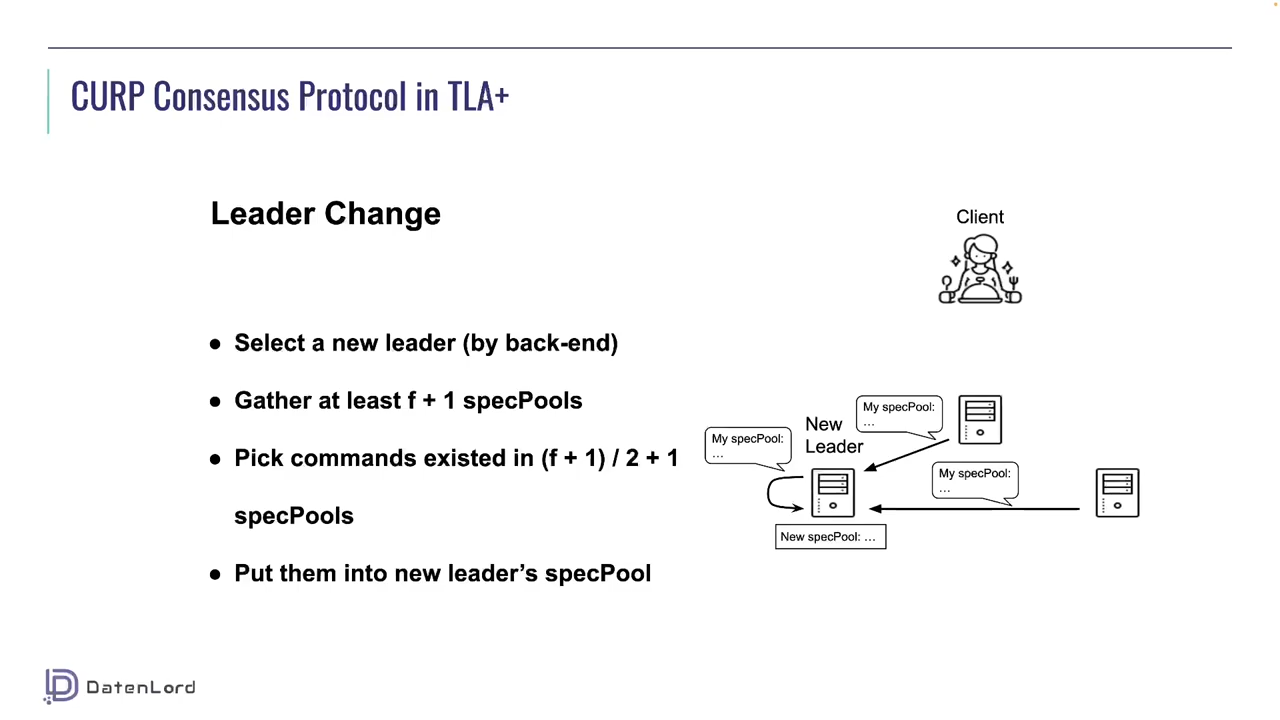 CURP Consensus Protocol in TLA+
Leader Change
● Select a new leader (by back-end)
● Gather at least f + 1 specPools
● Pick commands existed in (f + 1) / 2 + 1
specPools
● Put them into new leader’s specPool
Client
My specPool:
…
New
Leader
My specPool:
…
My specPool:
…
New specPool: …
DatenLord